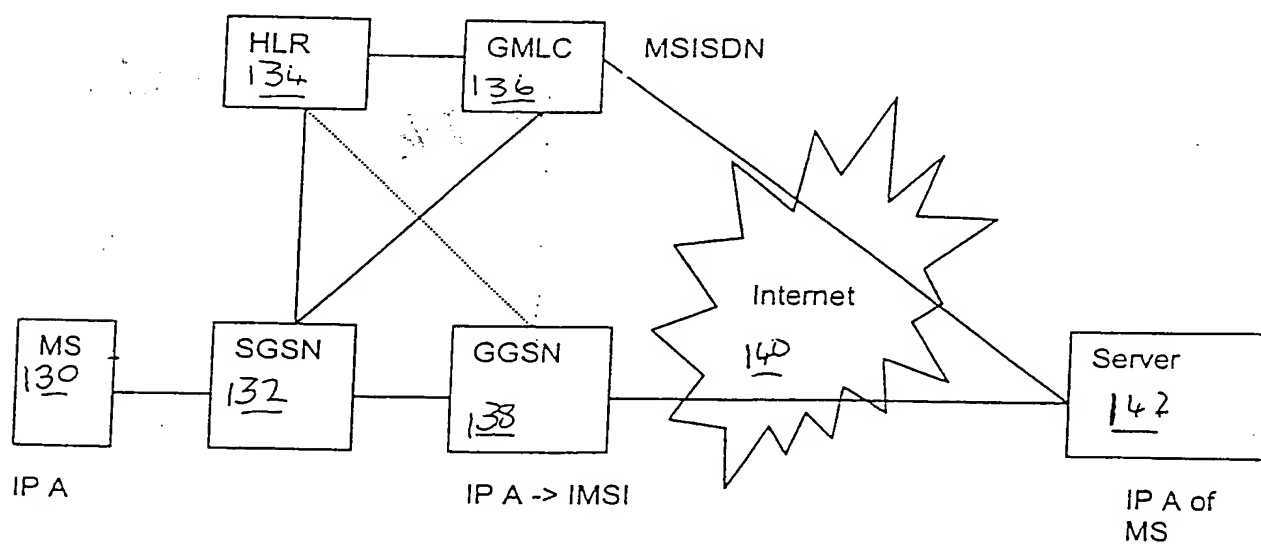 HLR
134
GMLC
136
MSISDN
MS
130
SGSN
132
GGSN
138
Internet
140
Server
142
IP A
IP A -> IMSI
IP A of
MS